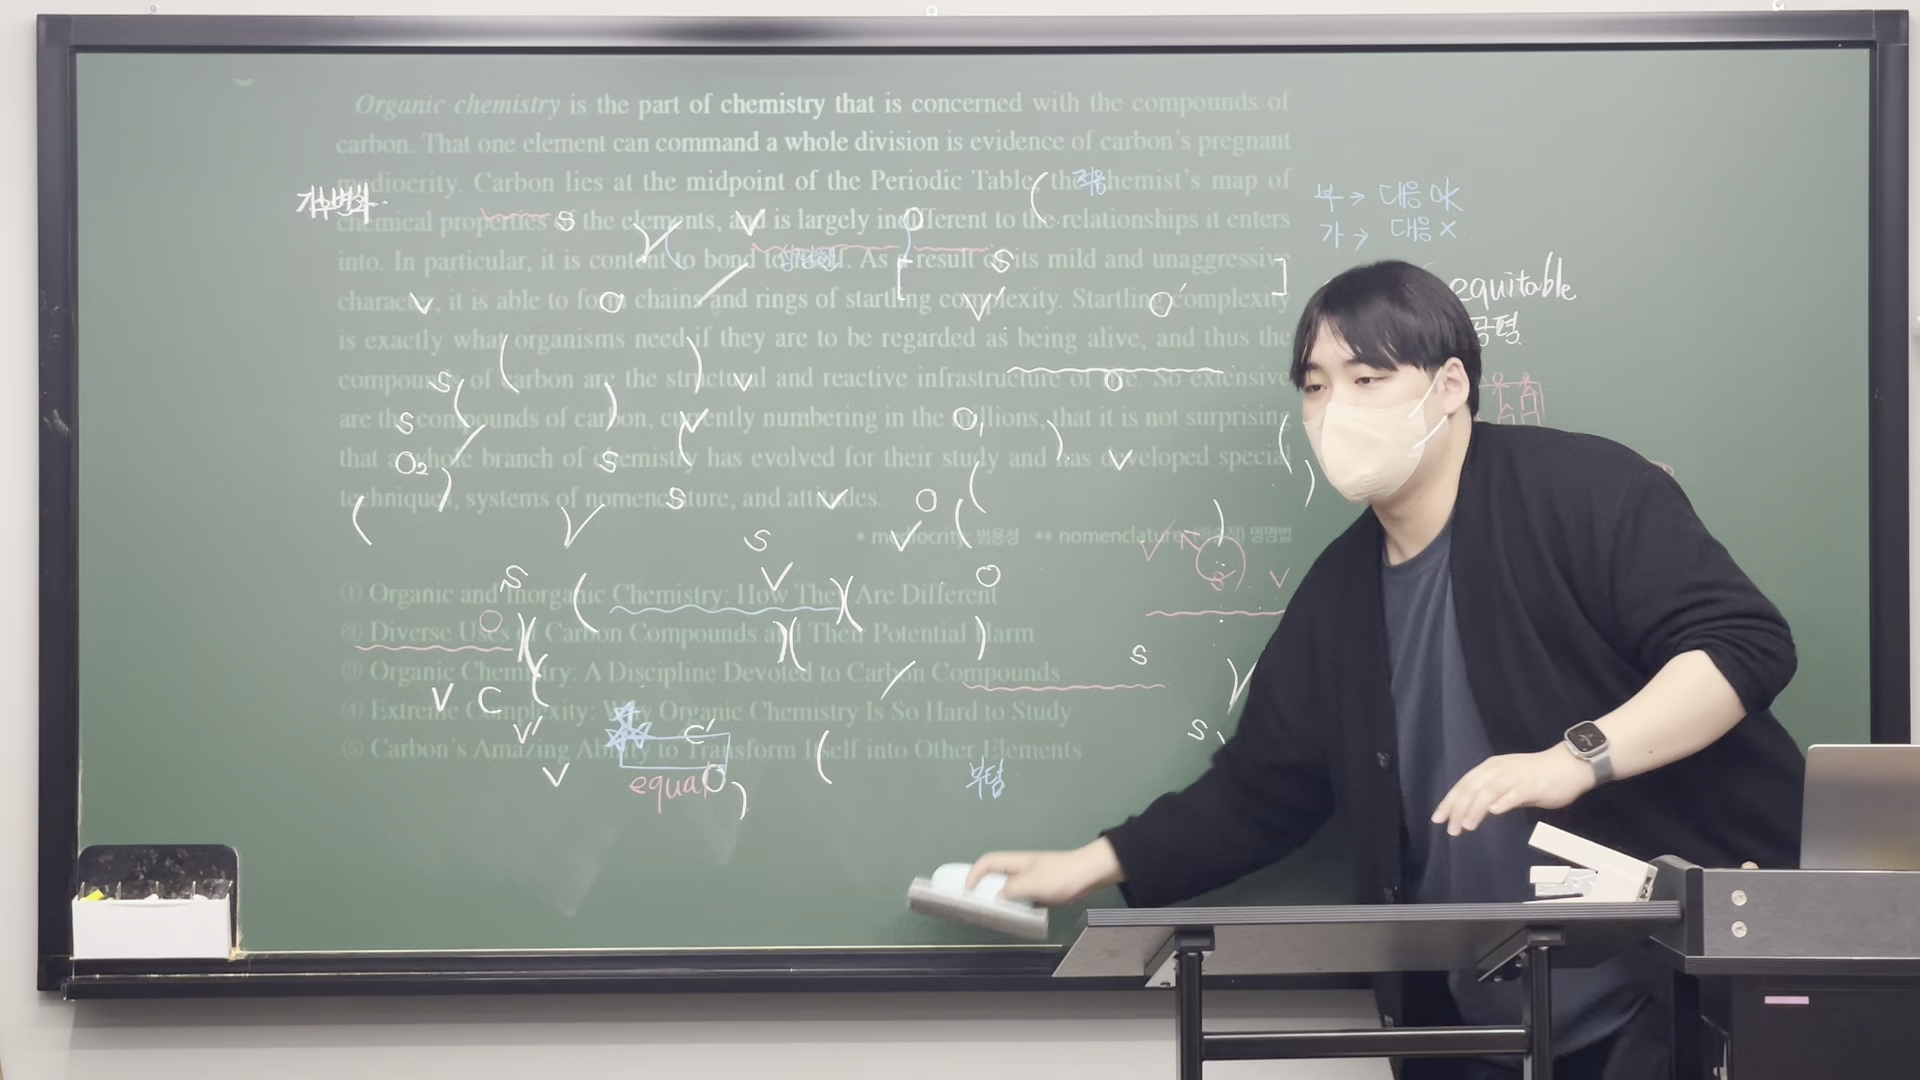 Organic chemistry is the part of chemistry that is concerned with the compounds of
carbon. That one element can command a whole division is evidence of carbon's pregnant
mediocrity. Carbon lies at the midpoint of the Periodic Table, the chemist's map of
chemical properties of the elements, and is largely indifferent to the relationships it enters
into. In particular, it is content to bond to itself. As a result of its mild and unaggressive
character, it is able to form chains and rings of startling complexity. Startling complexity
is exactly what organisms need if they are to be regarded as being alive, and thus the
compounds of carbon are the structural and reactive infrastructure of life. So extensive
are the compounds of carbon, currently numbering in the millions, that it is not surprising
that a whole branch of chemistry has evolved for their study and has developed special
techniques, systems of nomenclature, and attitudes.
* mediocrity: 범용성 ** nomenclature: 명명법
① Organic and Inorganic Chemistry: How They Are Different
② Diverse Uses of Carbon Compounds and Their Potential Harm
③ Organic Chemistry: A Discipline Devoted to Carbon Compounds
④ Extreme Complexity: Why Organic Chemistry Is So Hard to Study
⑤ Carbon's Amazing Ability to Transform Itself into Other Elements
부 → 대응 OK
가 → 대응 X
equitable
공평
equal
S
V
O
S
V
O
V
O'
S
V
O
S
V
O₁
V
O₂
S
S
V
O
V
S
V
S
V
O
O
S
V C
V'
C'
S
V
O